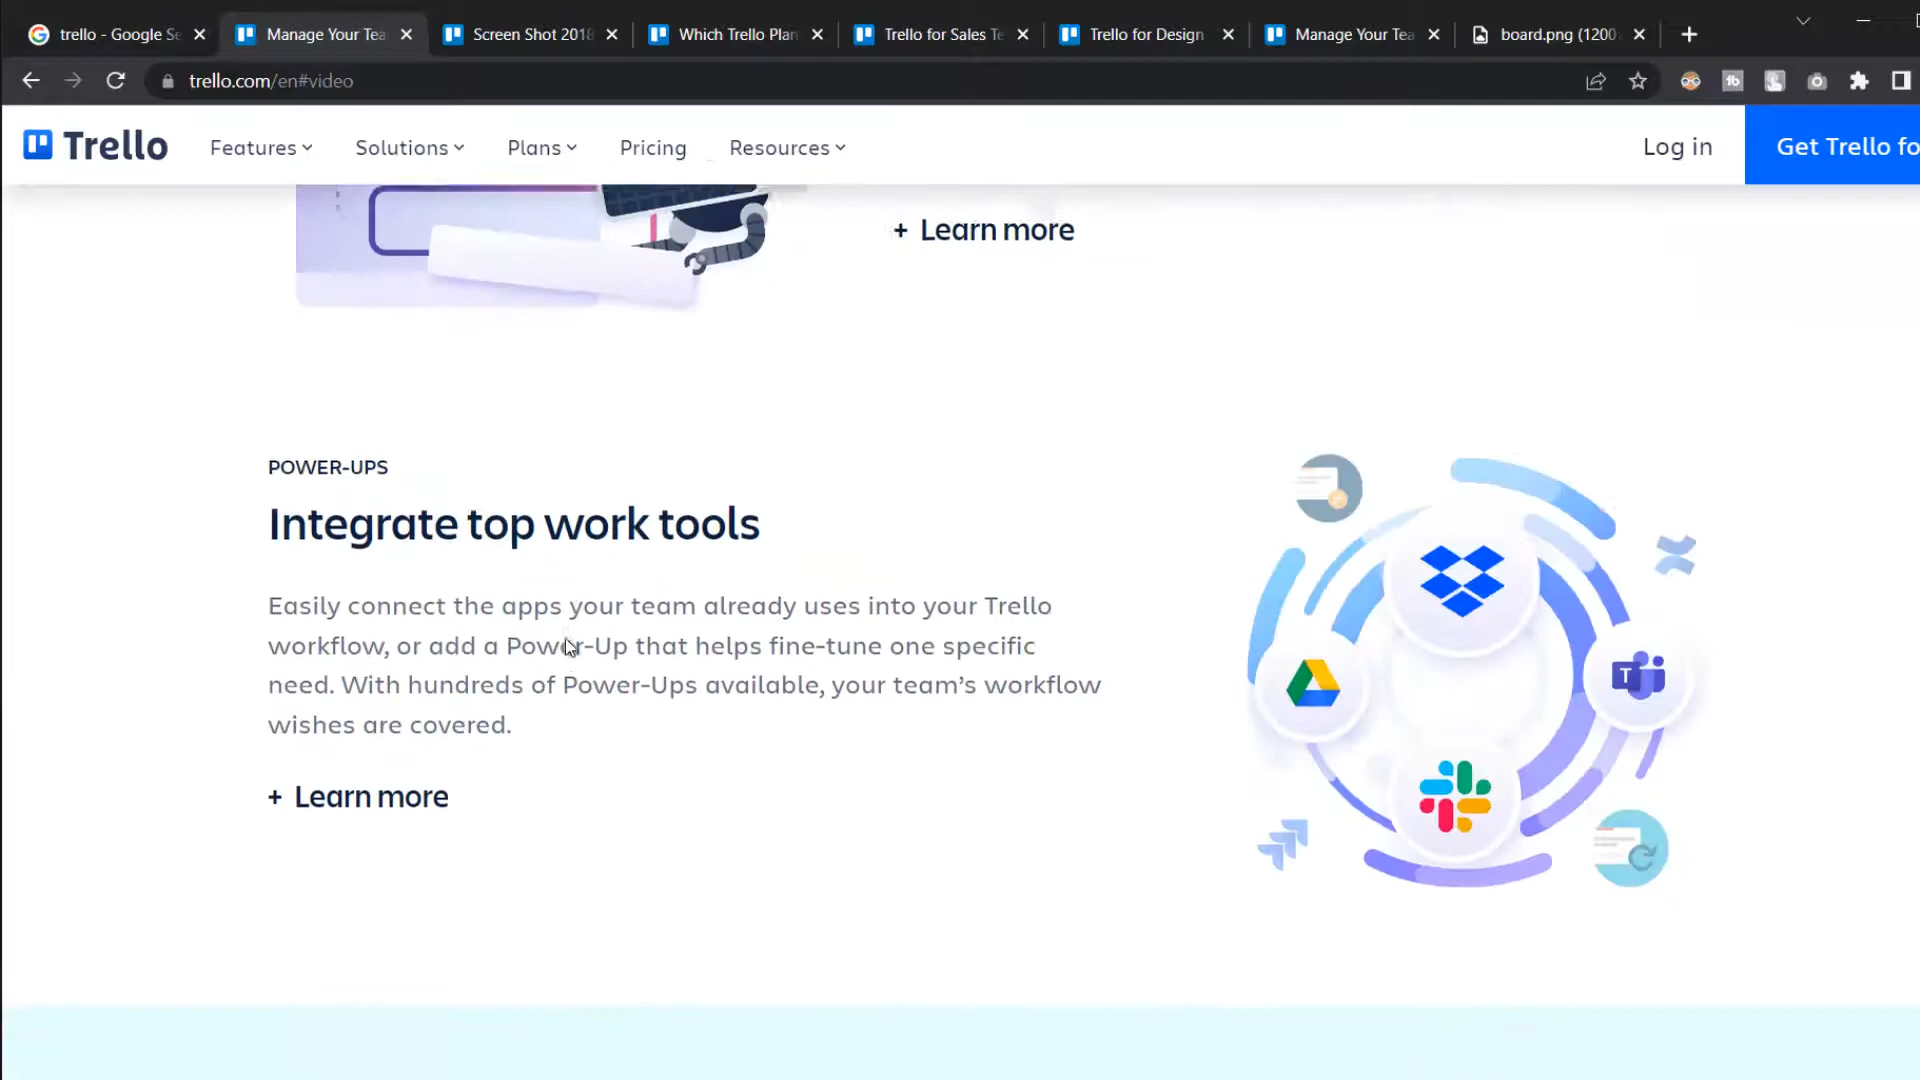 trello - Google Se
Manage Your Tea
Screen Shot 2018
Which Trello Plan
Trello for Sales Te
Trello for Design
Manage Your Tea
board.png (1200
trello.com/en#video
Trello
Features
Solutions
Plans
Pricing
Resources
Log in
Get Trello fo
+ Learn more
POWER-UPS
Integrate top work tools
Easily connect the apps your team already uses into your Trello
workflow, or add a Power-Up that helps fine-tune one specific
need. With hundreds of Power-Ups available, your team's workflow
wishes are covered.
+ Learn more
T